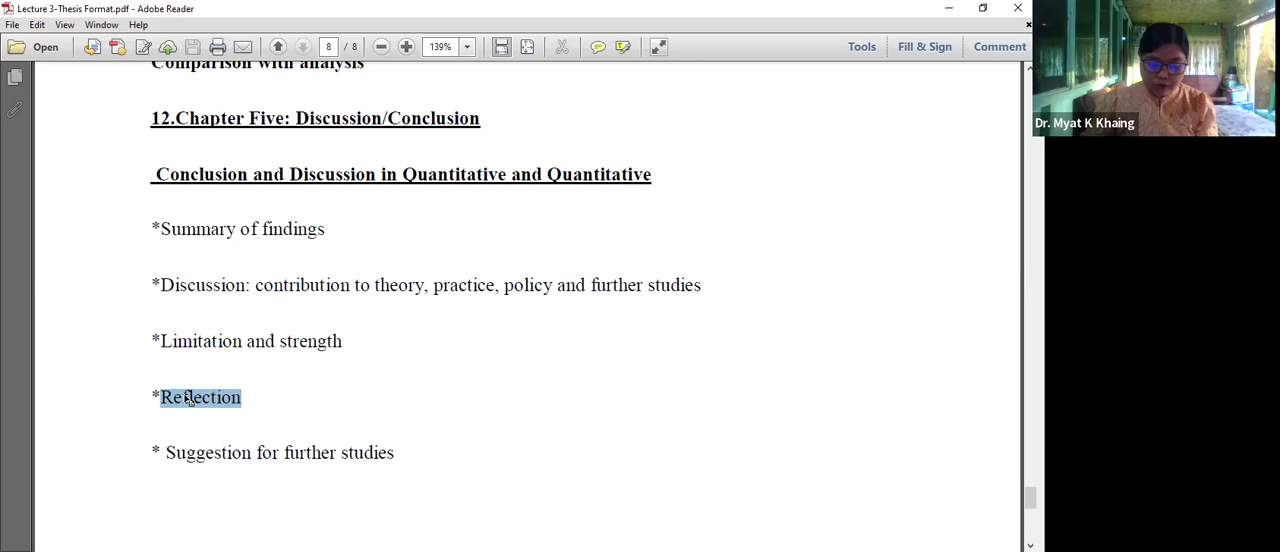 Lecture 3-Thesis Format.pdf - Adobe Reader
File Edit View Window Help
Open 8 / 8 139% Tools Fill & Sign Comment
Comparison with analysis
12.Chapter Five: Discussion/Conclusion
Conclusion and Discussion in Quantitative and Quantitative
*Summary of findings
*Discussion: contribution to theory, practice, policy and further studies
*Limitation and strength
*Reflection
* Suggestion for further studies
Dr. Myat K Khaing